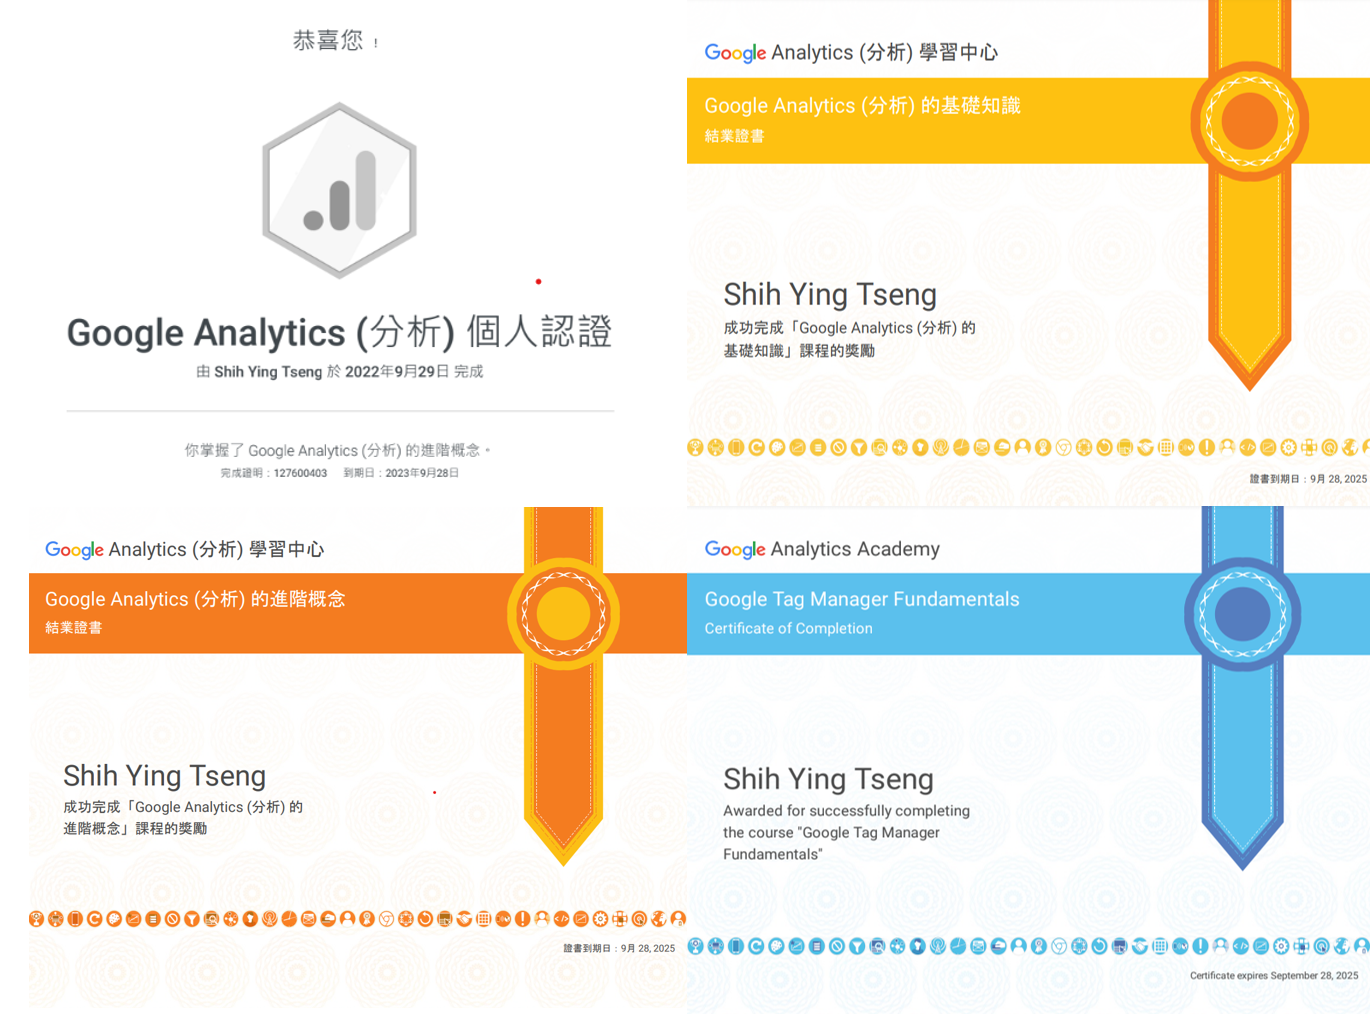 恭喜您！
Google Analytics (分析) 個人認證
由 Shih Ying Tseng 於 2022年9月29日 完成
你掌握了 Google Analytics (分析) 的進階概念。
完成證明：127600403 到期日：2023年9月28日
Google Analytics (分析) 學習中心
Google Analytics (分析) 的基礎知識
結業證書
Shih Ying Tseng
成功完成「Google Analytics (分析) 的
基礎知識」課程的獎勵
證書到期日：9月 28, 2025
Google Analytics (分析) 學習中心
Google Analytics (分析) 的進階概念
結業證書
Shih Ying Tseng
成功完成「Google Analytics (分析) 的
進階概念」課程的獎勵
證書到期日：9月 28, 2025
Google Analytics Academy
Google Tag Manager Fundamentals
Certificate of Completion
Shih Ying Tseng
Awarded for successfully completing
the course "Google Tag Manager
Fundamentals"
Certificate expires September 28, 2025